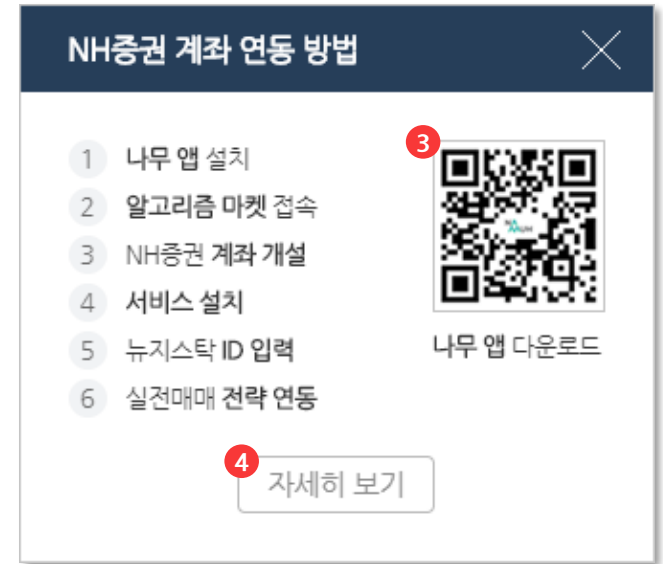 NH증권 계좌 연동 방법
1 나무 앱 설치
2 알고리즘 마켓 접속
3 NH증권 계좌 개설
4 서비스 설치
5 뉴지스탁 ID 입력
6 실전매매 전략 연동
3
NAMUH
나무 앱 다운로드
4
자세히 보기